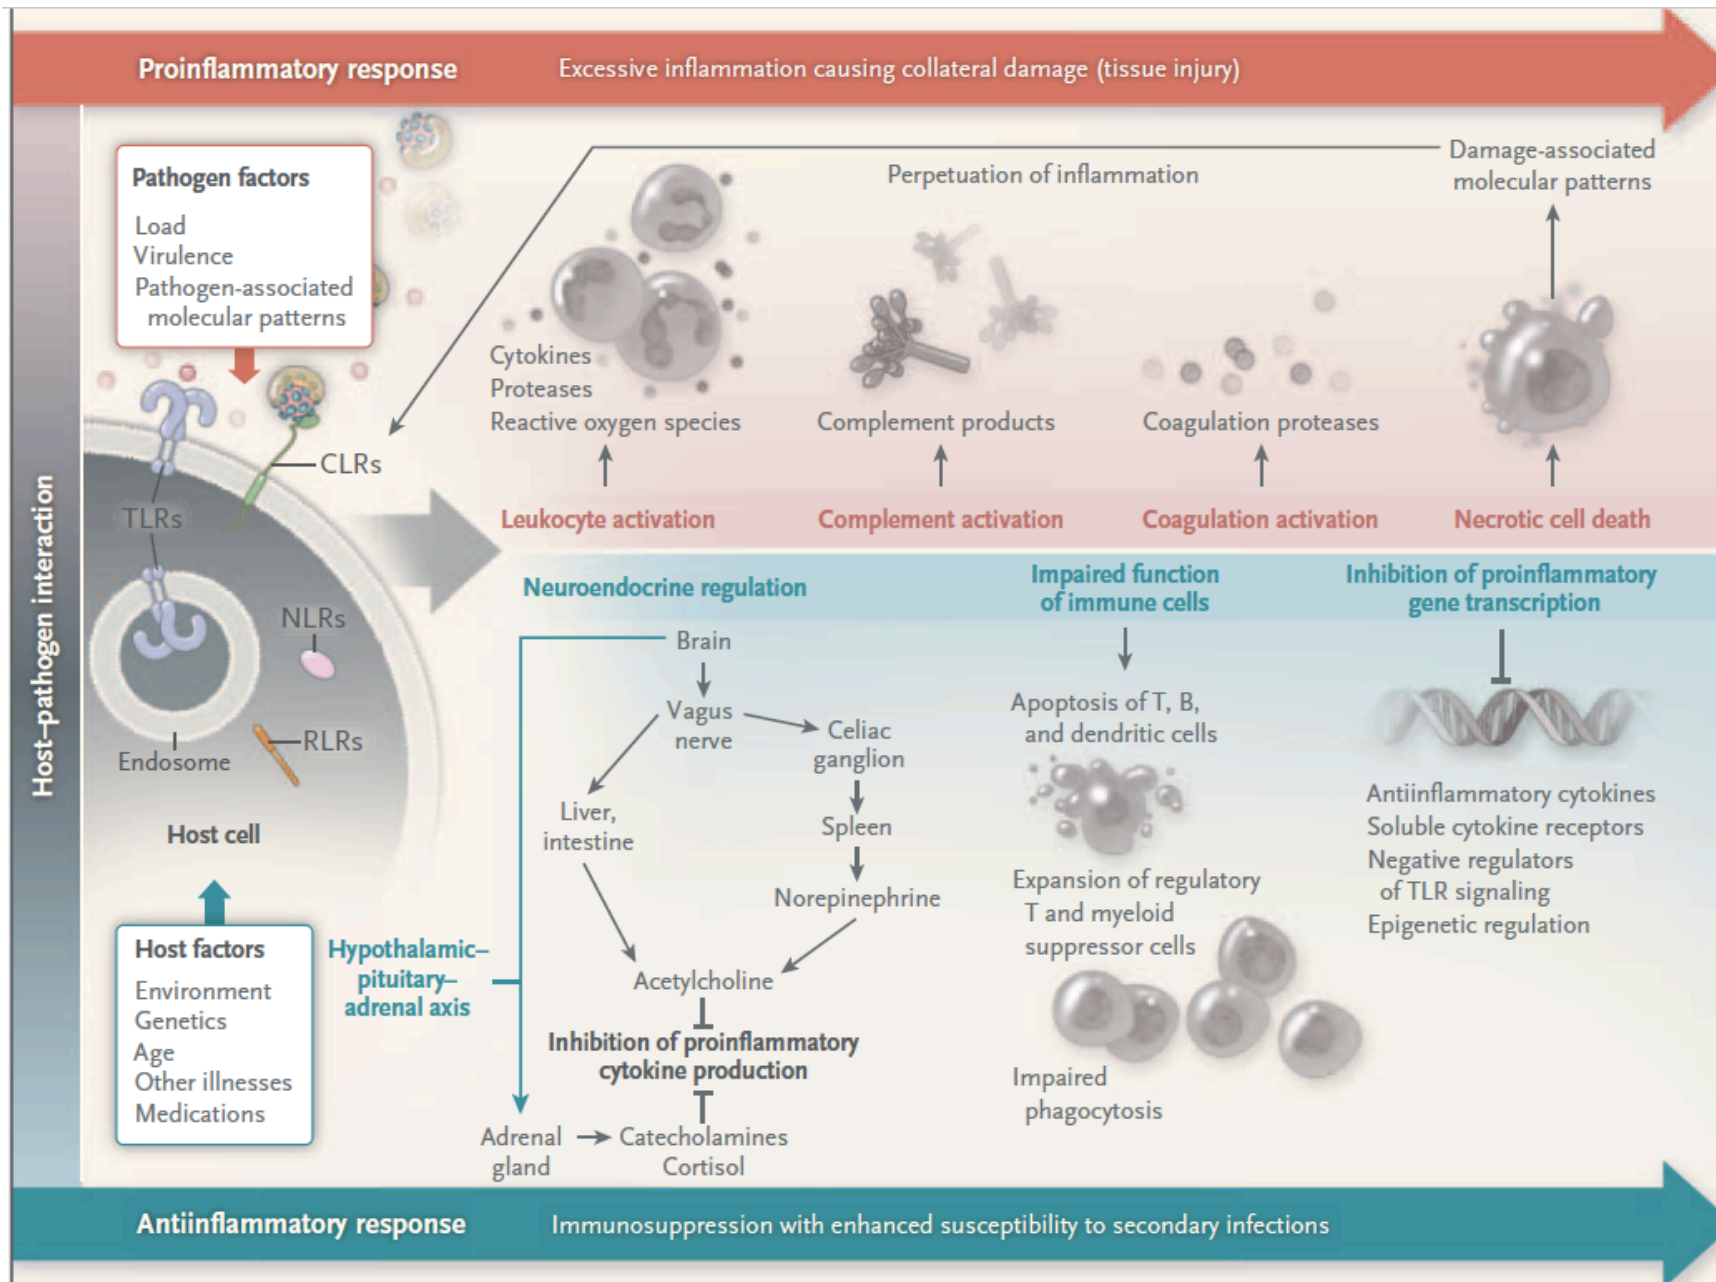 Proinflammatory response
Excessive inflammation causing collateral damage (tissue injury)
Host–pathogen interaction
Pathogen factors
Load
Virulence
Pathogen-associated
molecular patterns
Damage-associated
molecular patterns
Perpetuation of inflammation
Cytokines
Proteases
Reactive oxygen species
Complement products
Coagulation proteases
CLRs
TLRs
Leukocyte activation
Complement activation
Coagulation activation
Necrotic cell death
NLRs
RLRs
Endosome
Host cell
Host factors
Environment
Genetics
Age
Other illnesses
Medications
Neuroendocrine regulation
Brain
Vagus
nerve
Celiac
ganglion
Liver,
intestine
Spleen
Norepinephrine
Acetylcholine
Hypothalamic–
pituitary–
adrenal axis
Inhibition of proinflammatory
cytokine production
Adrenal
gland
Catecholamines
Cortisol
Impaired function
of immune cells
Apoptosis of T, B,
and dendritic cells
Expansion of regulatory
T and myeloid
suppressor cells
Impaired
phagocytosis
Inhibition of proinflammatory
gene transcription
Antiinflammatory cytokines
Soluble cytokine receptors
Negative regulators
of TLR signaling
Epigenetic regulation
Antiinflammatory response
Immunosuppression with enhanced susceptibility to secondary infections